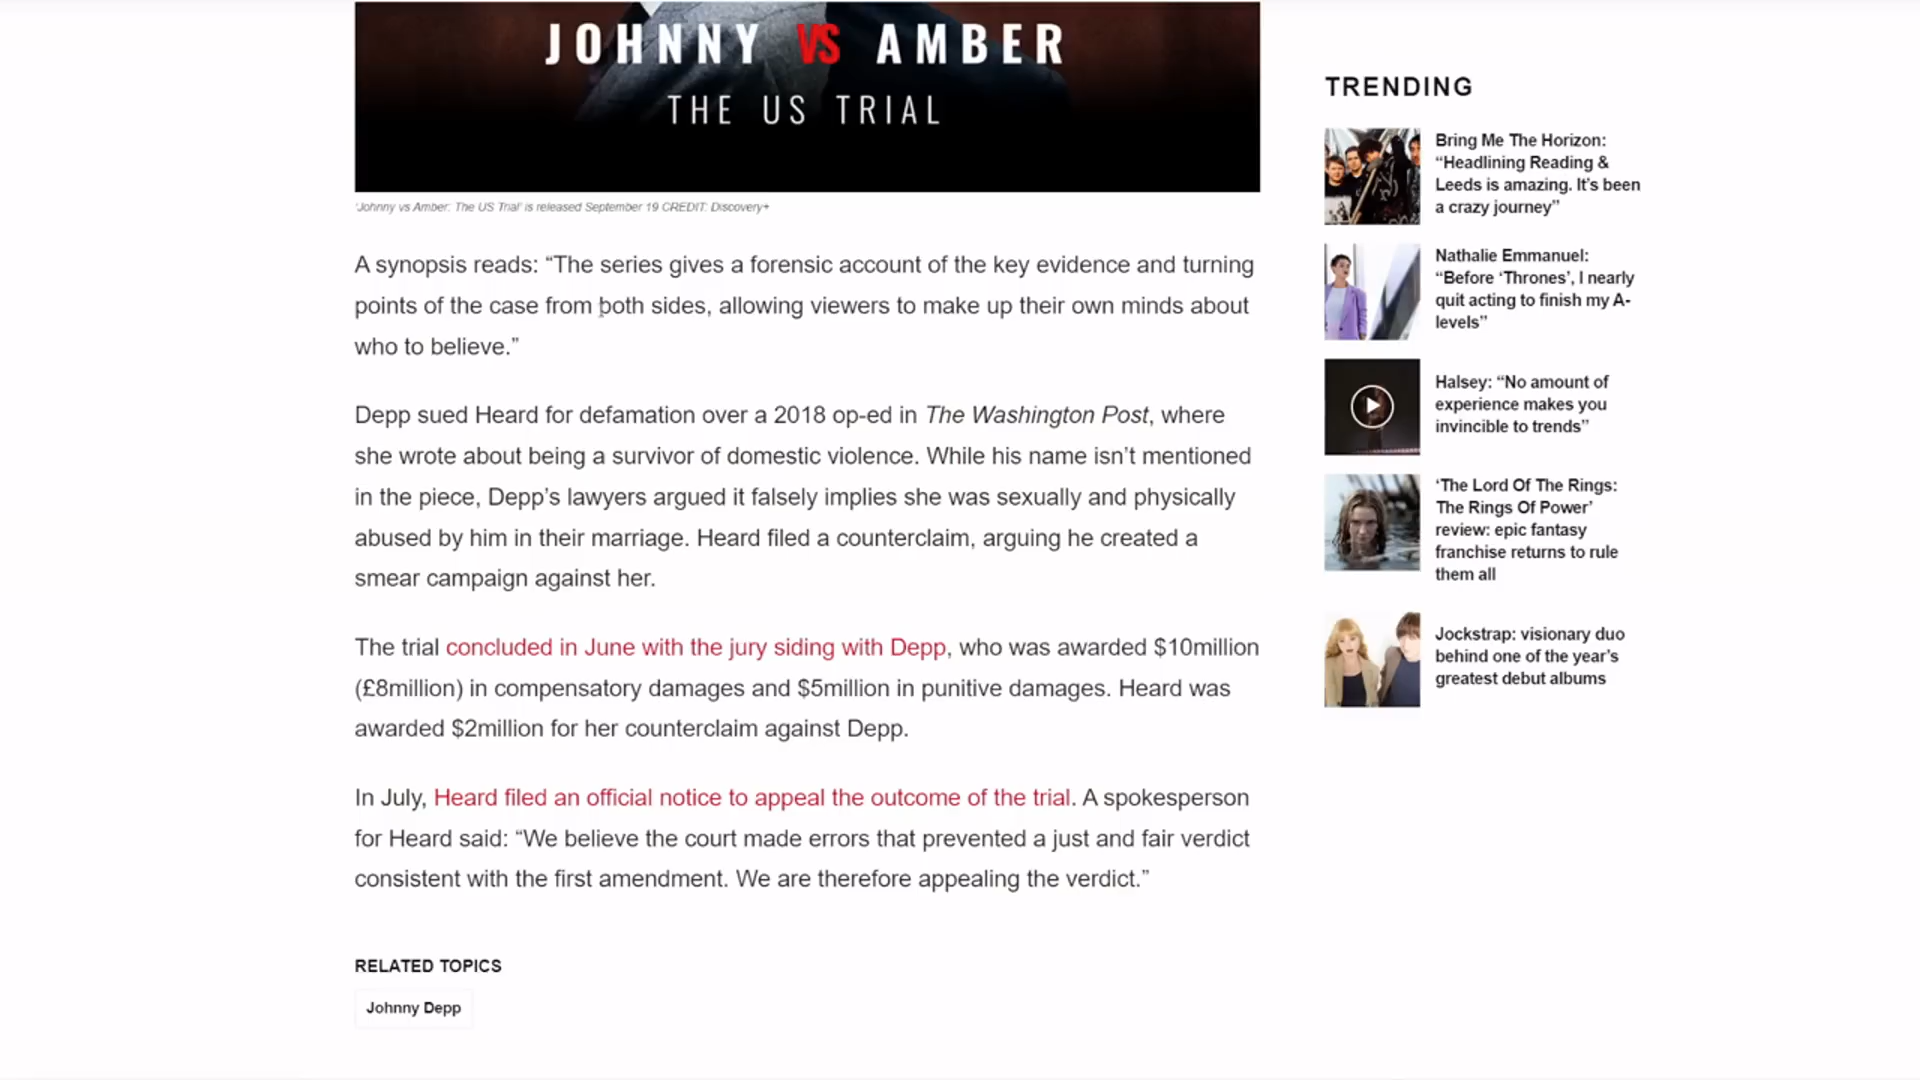 JOHNNY VS AMBER
THE US TRIAL
'Johnny vs Amber: The US Trial' is released September 19 CREDIT: Discovery+
A synopsis reads: “The series gives a forensic account of the key evidence and turning
points of the case from both sides, allowing viewers to make up their own minds about
who to believe.”
Depp sued Heard for defamation over a 2018 op-ed in The Washington Post, where
she wrote about being a survivor of domestic violence. While his name isn’t mentioned
in the piece, Depp’s lawyers argued it falsely implies she was sexually and physically
abused by him in their marriage. Heard filed a counterclaim, arguing he created a
smear campaign against her.
The trial concluded in June with the jury siding with Depp, who was awarded $10million
(£8million) in compensatory damages and $5million in punitive damages. Heard was
awarded $2million for her counterclaim against Depp.
In July, Heard filed an official notice to appeal the outcome of the trial. A spokesperson
for Heard said: “We believe the court made errors that prevented a just and fair verdict
consistent with the first amendment. We are therefore appealing the verdict.”
RELATED TOPICS
Johnny Depp
TRENDING
Bring Me The Horizon:
“Headlining Reading &
Leeds is amazing. It’s been
a crazy journey”
Nathalie Emmanuel:
“Before ‘Thrones’, I nearly
quit acting to finish my A-
levels”
Halsey: “No amount of
experience makes you
invincible to trends”
‘The Lord Of The Rings:
The Rings Of Power’
review: epic fantasy
franchise returns to rule
them all
Jockstrap: visionary duo
behind one of the year’s
greatest debut albums